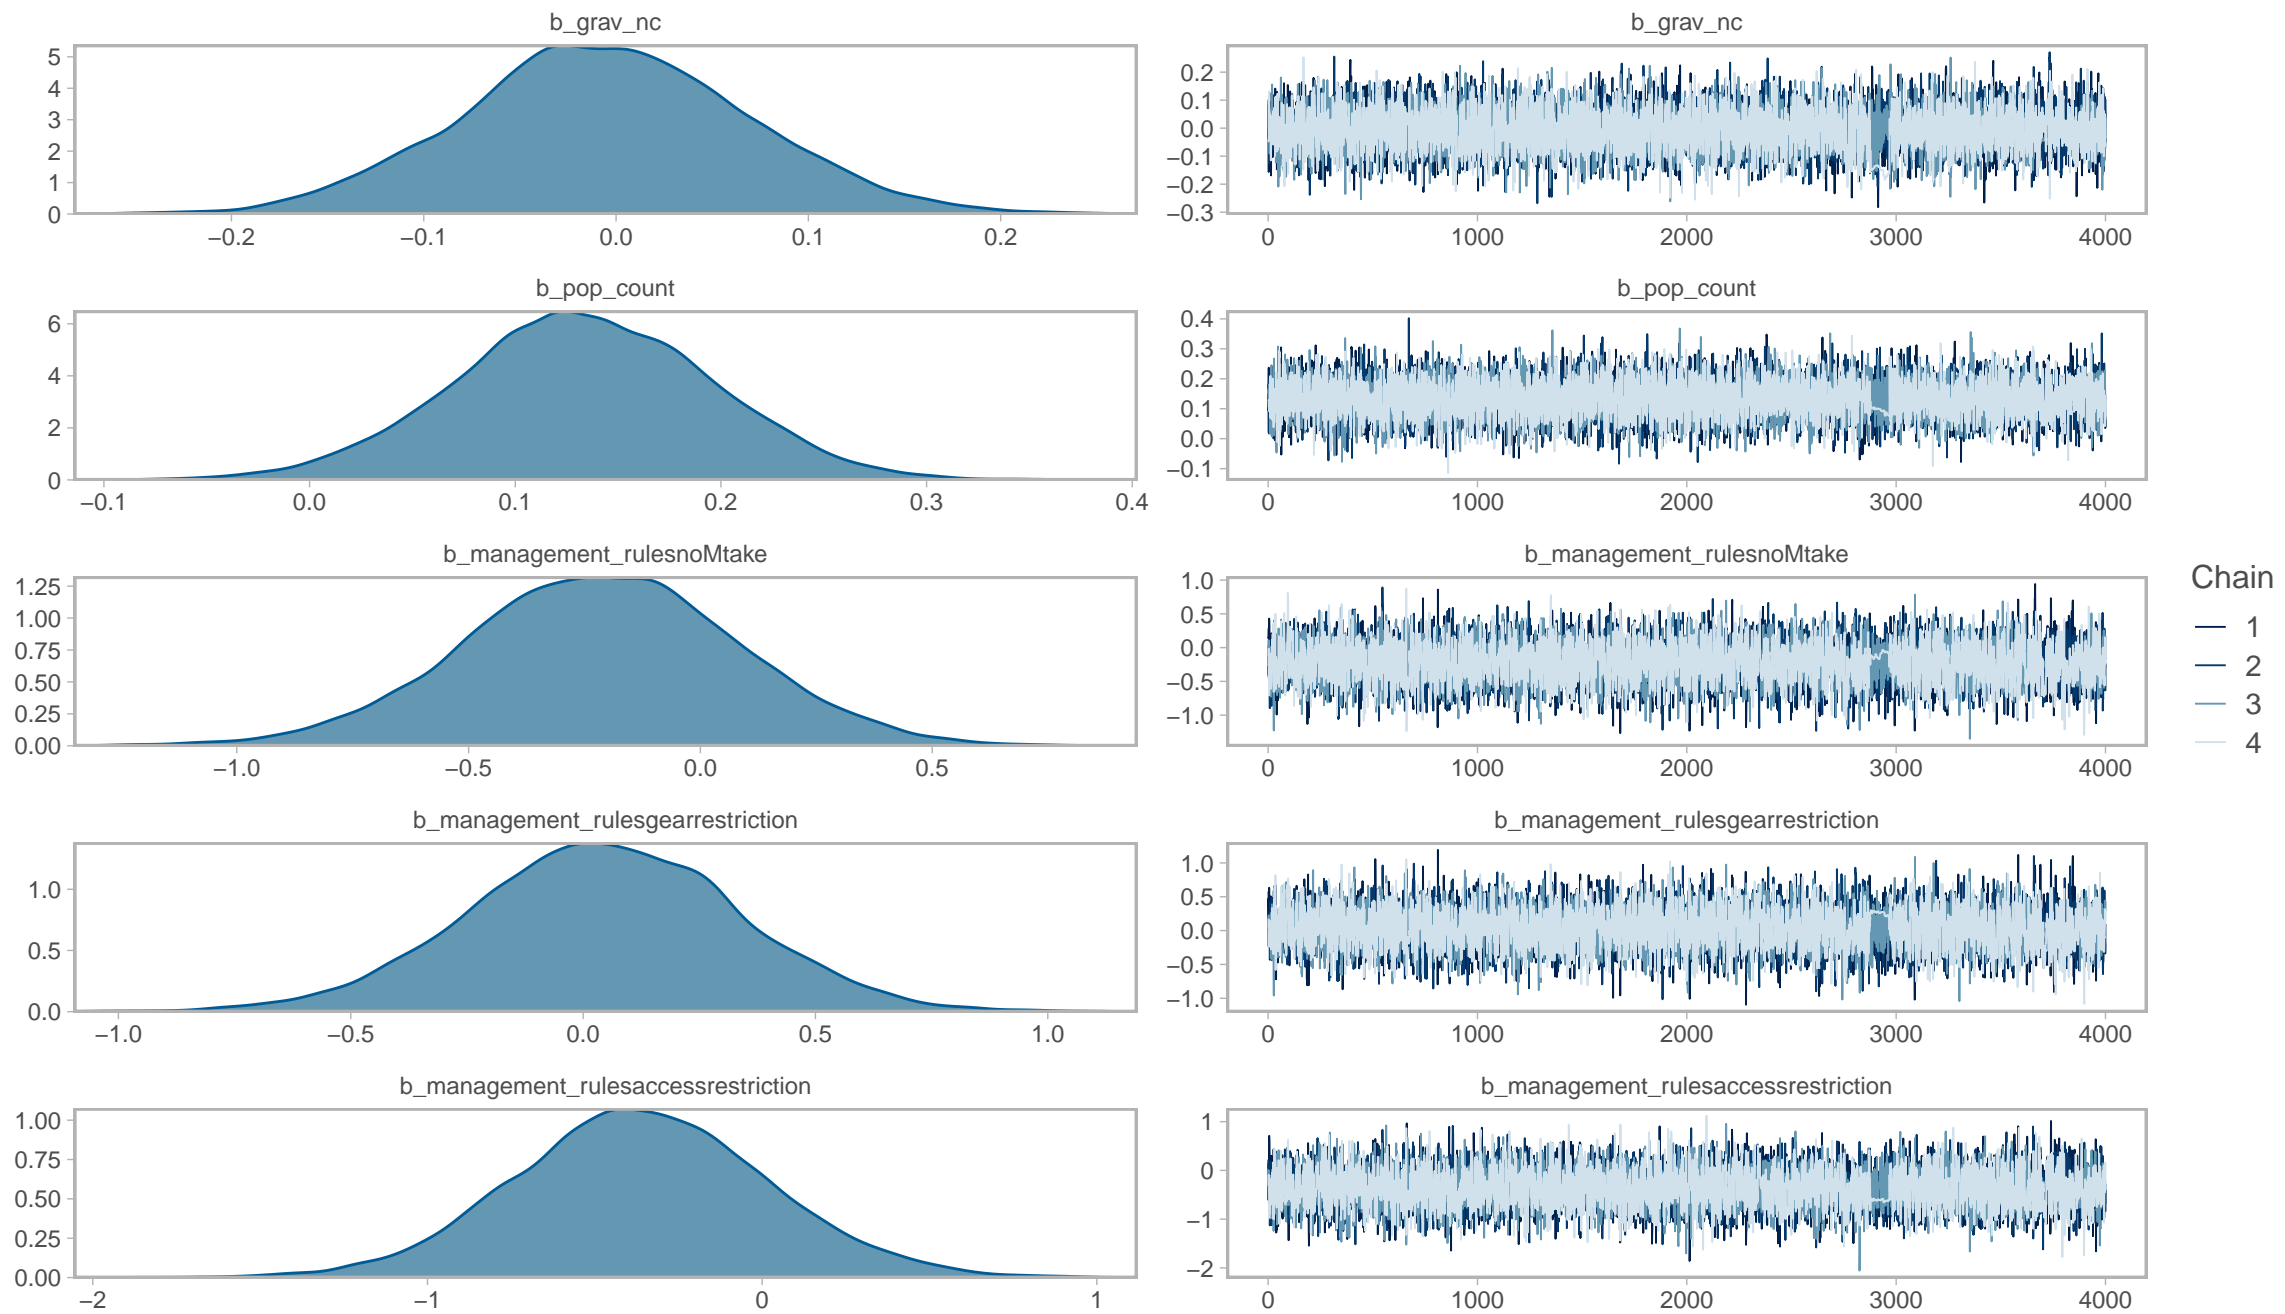 b_grav_nc
5
4
3
2
1
0
−0.2 −0.1 0.0 0.1 0.2
b_grav_nc
0.2
0.1
0.0
−0.1
−0.2
−0.3
0 1000 2000 3000 4000
b_pop_count
6
4
2
0
−0.1 0.0 0.1 0.2 0.3 0.4
b_pop_count
0.4
0.3
0.2
0.1
0.0
−0.1
0 1000 2000 3000 4000
b_management_rulesnoMtake
1.25
1.00
0.75
0.50
0.25
0.00
−1.0 −0.5 0.0 0.5
b_management_rulesnoMtake
1.0
0.5
0.0
−0.5
−1.0
0 1000 2000 3000 4000
b_management_rulesgearrestriction
1.0
0.5
0.0
−1.0 −0.5 0.0 0.5 1.0
b_management_rulesgearrestriction
1.0
0.5
0.0
−0.5
−1.0
0 1000 2000 3000 4000
b_management_rulesaccessrestriction
1.00
0.75
0.50
0.25
0.00
−2 −1 0 1
b_management_rulesaccessrestriction
1
0
−1
−2
0 1000 2000 3000 4000
Chain
1
2
3
4